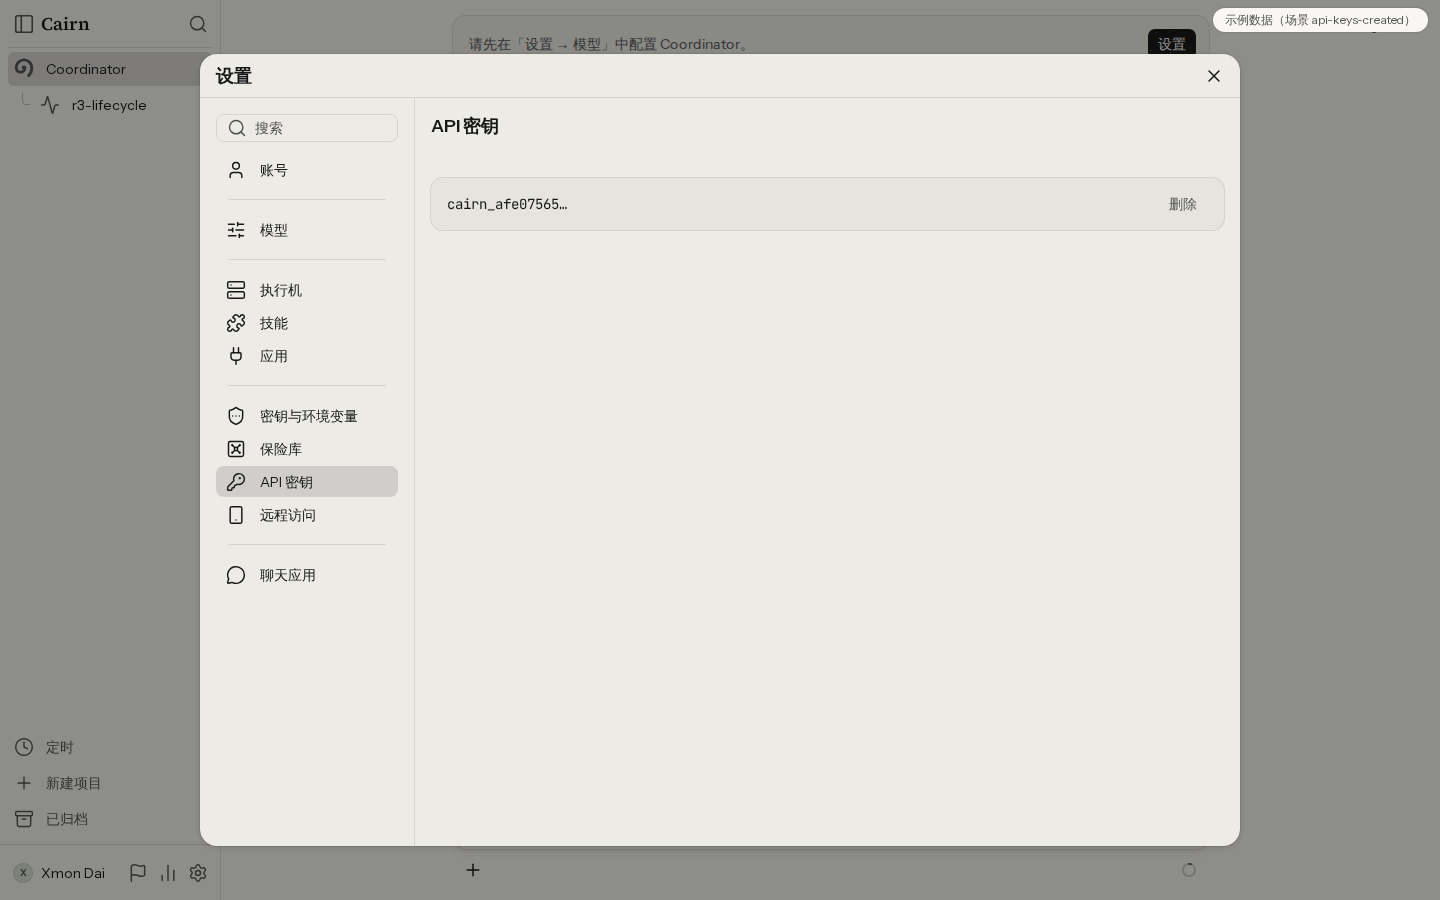 Cairn
Coordinator
r3-lifecycle
定时
新建项目
已归档
X
Xmon Dai
请先在「设置 → 模型」中配置 Coordinator。
设置
示例数据（场景 api-keys-created）
设置
搜索
账号
模型
执行机
技能
应用
密钥与环境变量
保险库
API 密钥
远程访问
聊天应用
API 密钥
cairn_afe07565…
删除